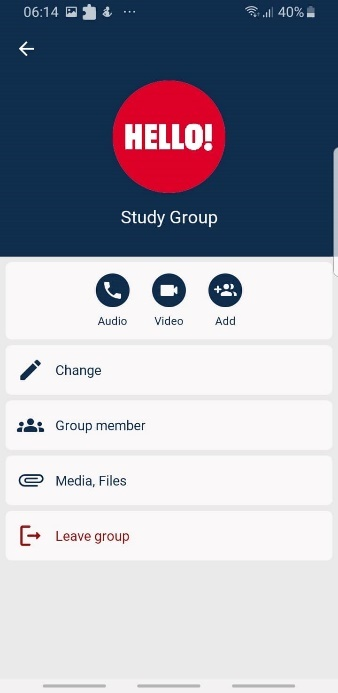 06:14 ... 40%
HELLO!
Study Group
Audio Video Add
Change
Group member
Media, Files
Leave group